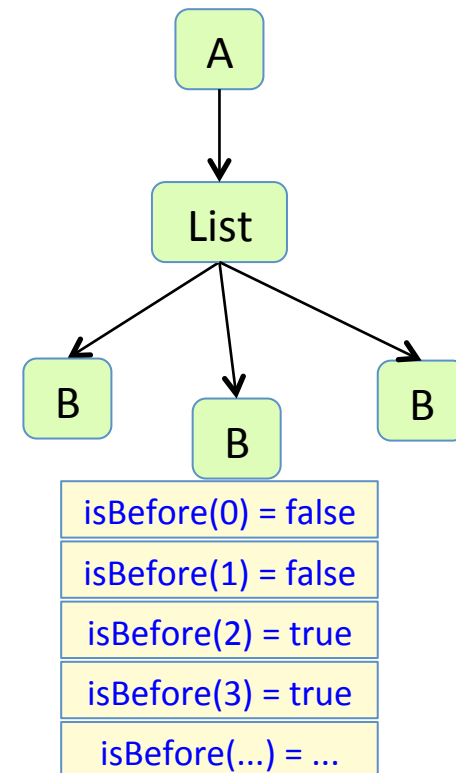 A
List
B
B
B
isBefore(0) = false
isBefore(1) = false
isBefore(2) = true
isBefore(3) = true
isBefore(...) = ...